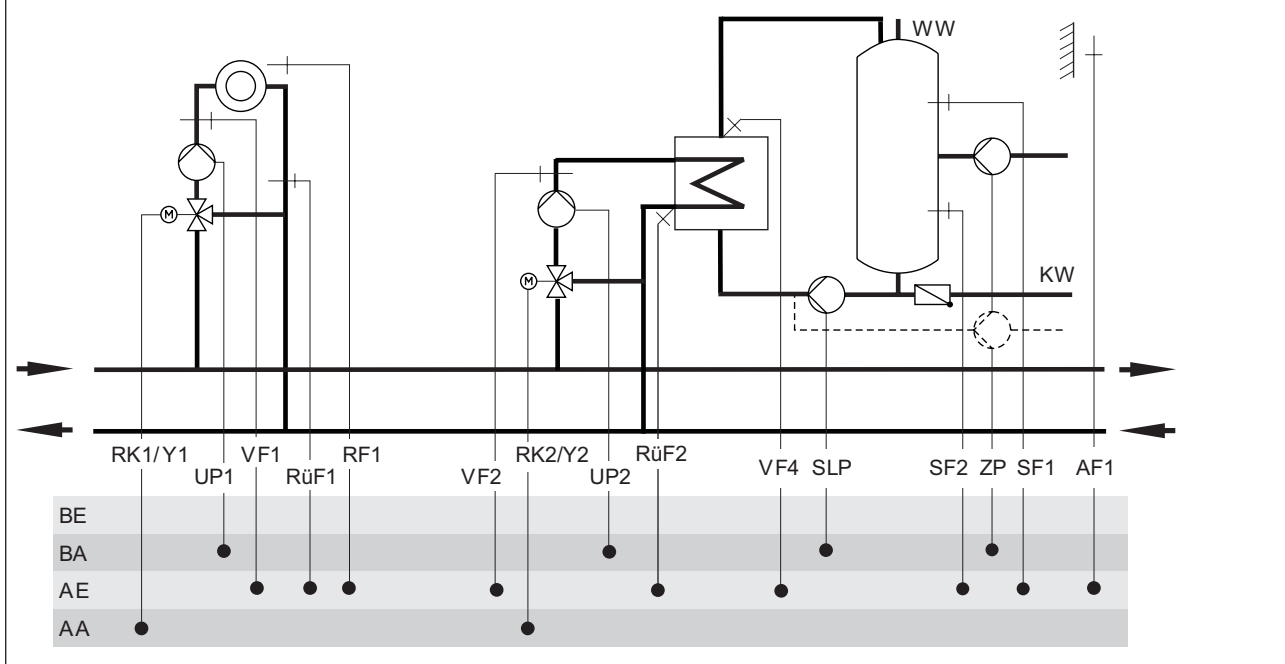 WW
M
M
KW
RK1/Y1 VF1 RF1 RK2/Y2 RüF2
UP1 RüF1 VF2 UP2 VF4 SLP SF2 ZP SF1 AF1
BE
BA
AE
AA